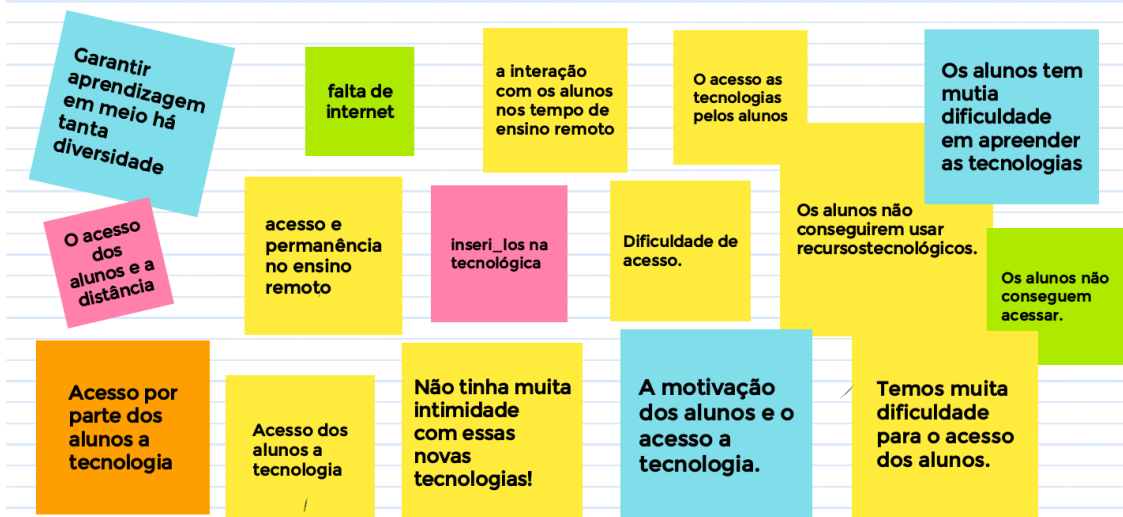 Garantir
aprendizagem
em meio há
tanta
diversidade
falta de
internet
a interação
com os alunos
nos tempo de
ensino remoto
O acesso as
tecnologias
pelos alunos
Os alunos tem
mutia
dificuldade
em apreender
as tecnologias
O acesso
dos
alunos e a
distância
acesso e
permanência
no ensino
remoto
inseri_los na
tecnológica
Dificuldade de
acesso.
Os alunos não
conseguirem usar
recursostecnológicos.
Os alunos não
conseguem
acessar.
Acesso por
parte dos
alunos a
tecnologia
Acesso dos
alunos a
tecnologia
Não tinha muita
intimidade
com essas
novas
tecnologias!
A motivação
dos alunos e o
acesso a
tecnologia.
Temos muita
dificuldade
para o acesso
dos alunos.